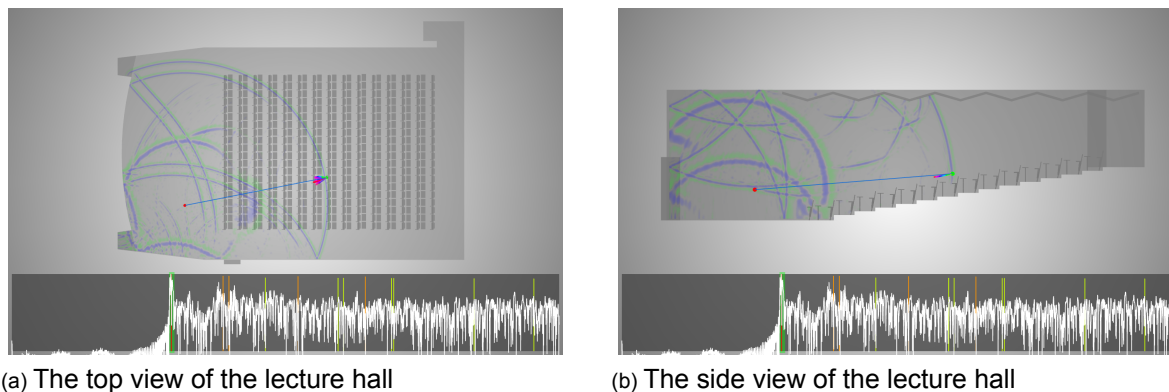 (a) The top view of the lecture hall
(b) The side view of the lecture hall